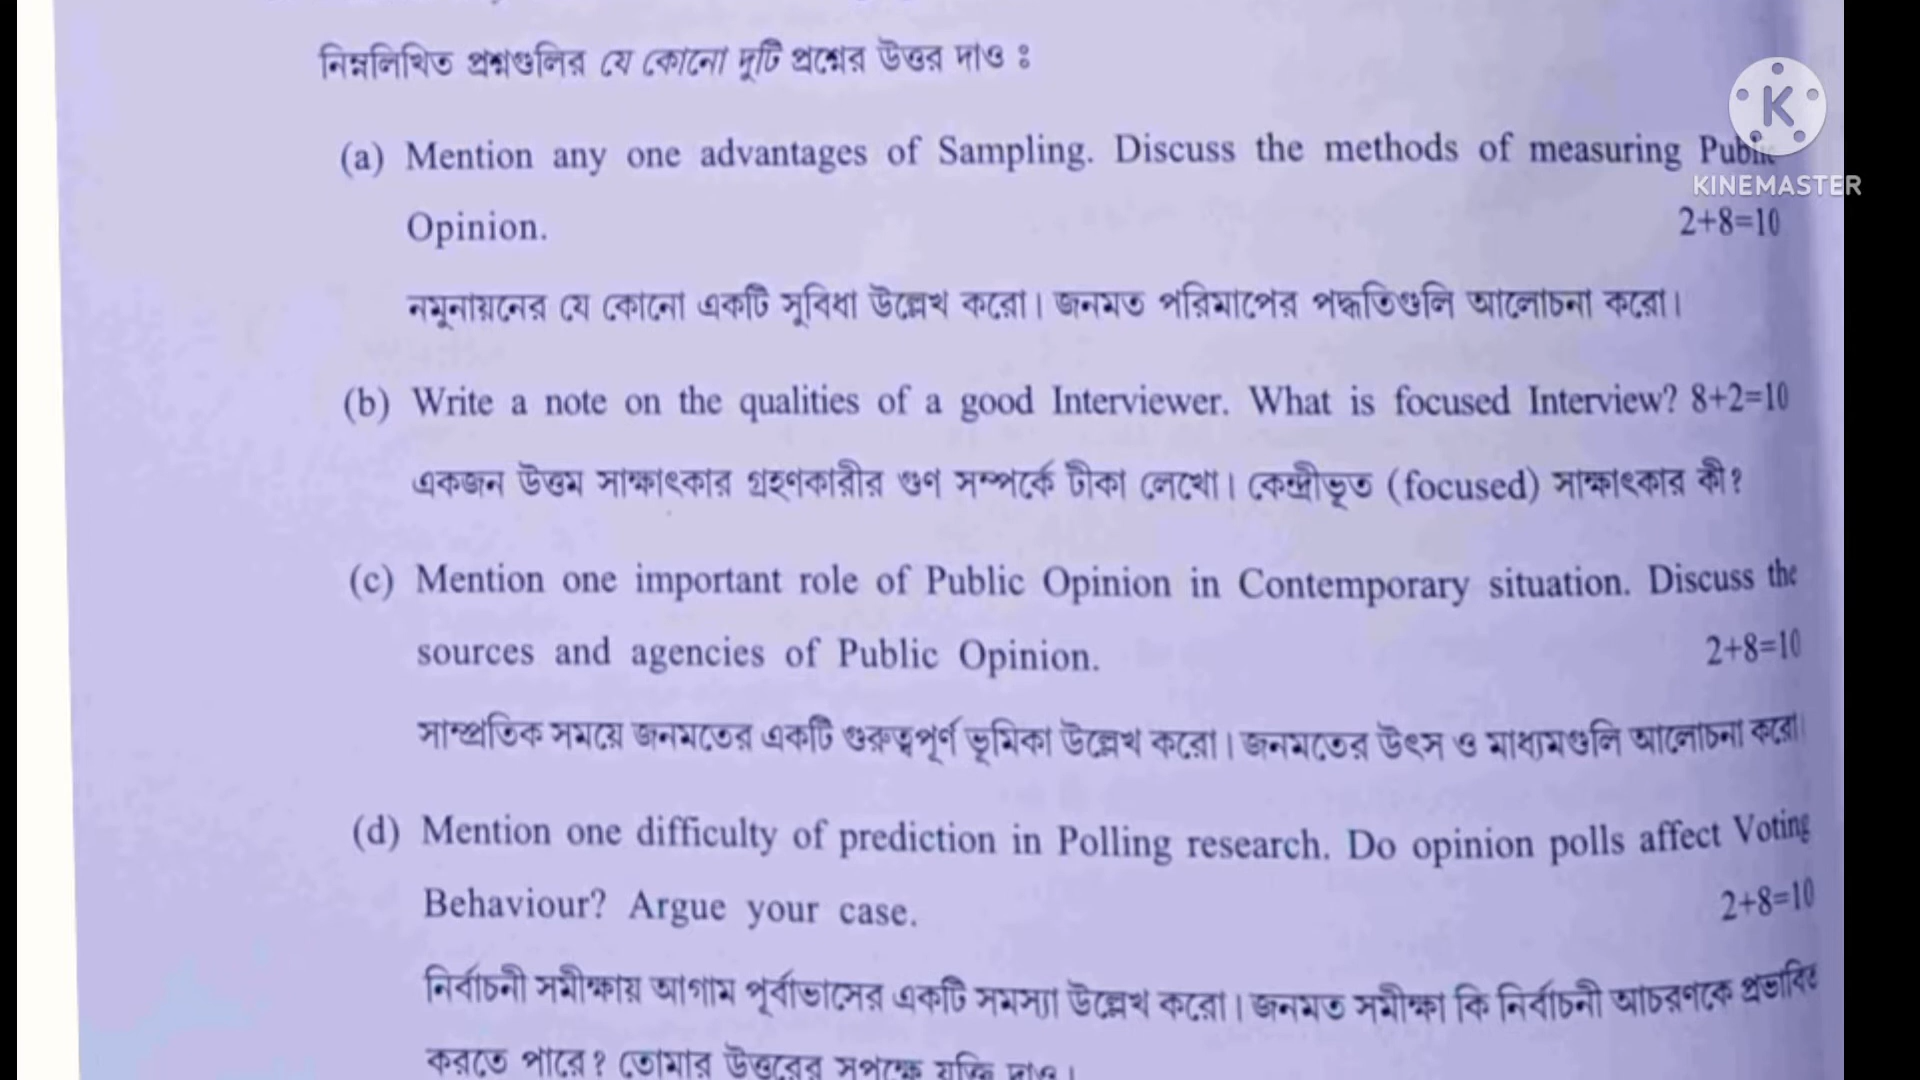 নিম্নলিখিত প্রশ্নগুলির যে কোনো দুটি প্রশ্নের উত্তর দাও ঃ
(a) Mention any one advantages of Sampling. Discuss the methods of measuring Public
Opinion. 2+8=10
নমুনায়নের যে কোনো একটি সুবিধা উল্লেখ করো। জনমত পরিমাপের পদ্ধতিগুলি আলোচনা করো।
(b) Write a note on the qualities of a good Interviewer. What is focused Interview? 8+2=10
একজন উত্তম সাক্ষাৎকার গ্রহণকারীর গুণ সম্পর্কে টীকা লেখো। কেন্দ্রীভূত (focused) সাক্ষাৎকার কী?
(c) Mention one important role of Public Opinion in Contemporary situation. Discuss the
sources and agencies of Public Opinion. 2+8=10
সাম্প্রতিক সময়ে জনমতের একটি গুরুত্বপূর্ণ ভূমিকা উল্লেখ করো। জনমতের উৎস ও মাধ্যমগুলি আলোচনা করো।
(d) Mention one difficulty of prediction in Polling research. Do opinion polls affect Voting
Behaviour? Argue your case. 2+8=10
নির্বাচনী সমীক্ষায় আগাম পূর্বাভাসের একটি সমস্যা উল্লেখ করো। জনমত সমীক্ষা কি নির্বাচনী আচরণকে প্রভাবিত
করতে পারে? তোমার উত্তরের সপক্ষে যুক্তি দাও।
K
KINEMASTER